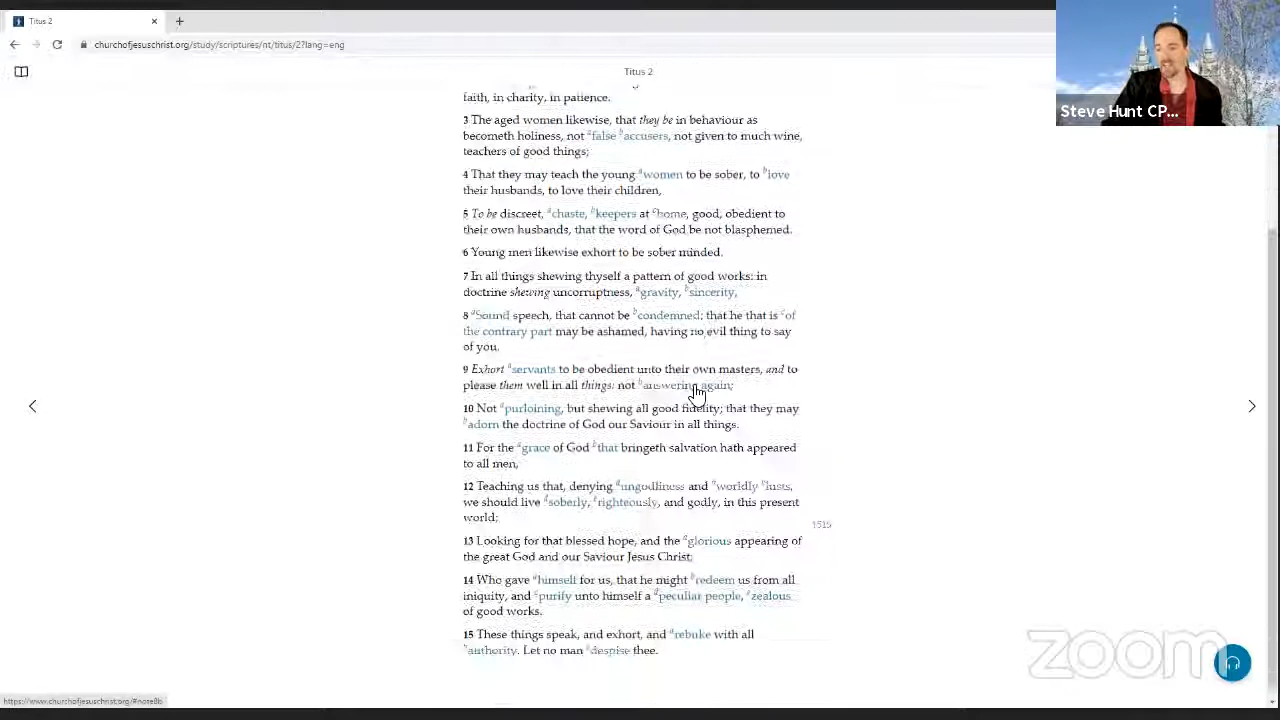 Titus 2
churchofjesuschrist.org/study/scriptures/nt/titus/2?lang=eng
Titus 2
Steve Hunt CP...
faith, in charity, in patience.
3 The aged women likewise, that they be in behaviour as
becometh holiness, not a false b accusers, not given to much wine,
teachers of good things;
4 That they may teach the young a women to be sober, to b love
their husbands, to love their children,
5 To be discreet, a chaste, b keepers at c home, good, obedient to
their own husbands, that the word of God be not blasphemed.
6 Young men likewise exhort to be sober minded.
7 In all things shewing thyself a pattern of good works: in
doctrine shewing uncorruptness, a gravity, b sincerity,
8 a Sound speech, that cannot be b condemned; that he that is c of
the contrary part may be ashamed, having no evil thing to say
of you.
9 Exhort a servants to be obedient unto their own masters, and to
please them well in all things; not b answering again;
10 Not a purloining, but shewing all good fidelity; that they may
b adorn the doctrine of God our Saviour in all things.
11 For the a grace of God b that bringeth salvation hath appeared
to all men,
12 Teaching us that, denying a ungodliness and worldly c lusts,
we should live d soberly, e righteously, and godly, in this present
world;
1515
13 Looking for that blessed hope, and the a glorious appearing of
the great God and our Saviour Jesus Christ;
14 Who gave a himself for us, that he might b redeem us from all
iniquity, and c purify unto himself a d peculiar people, e zealous
of good works.
15 These things speak, and exhort, and a rebuke with all
b authority. Let no man c despise thee.
zoom
https://www.churchofjesuschrist.org/#note8b